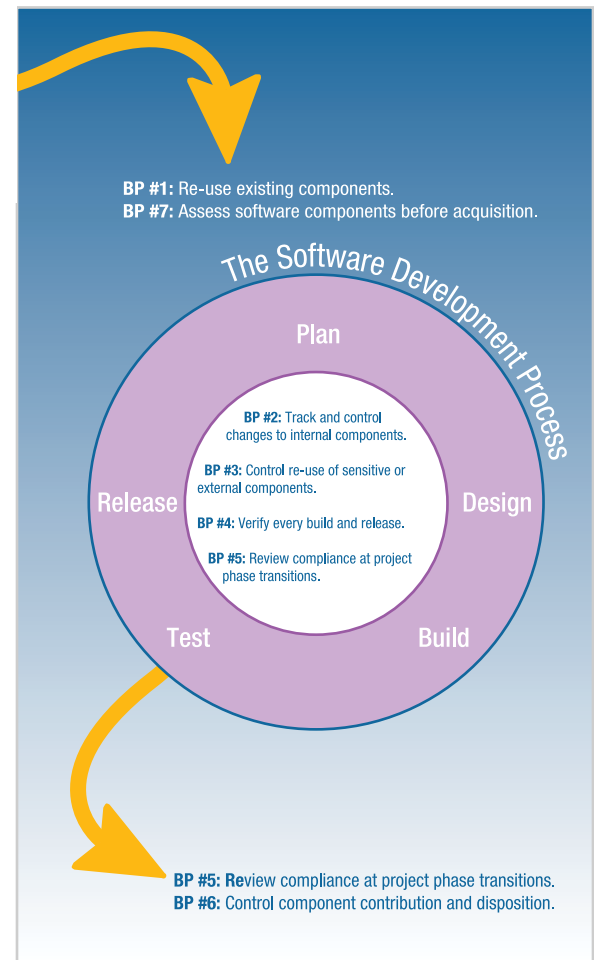 BP #1: Re-use existing components.
BP #7: Assess software components before acquisition.
The Software Development Process
Plan
BP #2: Track and control
changes to internal components.
BP #3: Control re-use of sensitive or
external components.
Release
Design
BP #4: Verify every build and release.
BP #5: Review compliance at project
phase transitions.
Test
Build
BP #5: Review compliance at project phase transitions.
BP #6: Control component contribution and disposition.